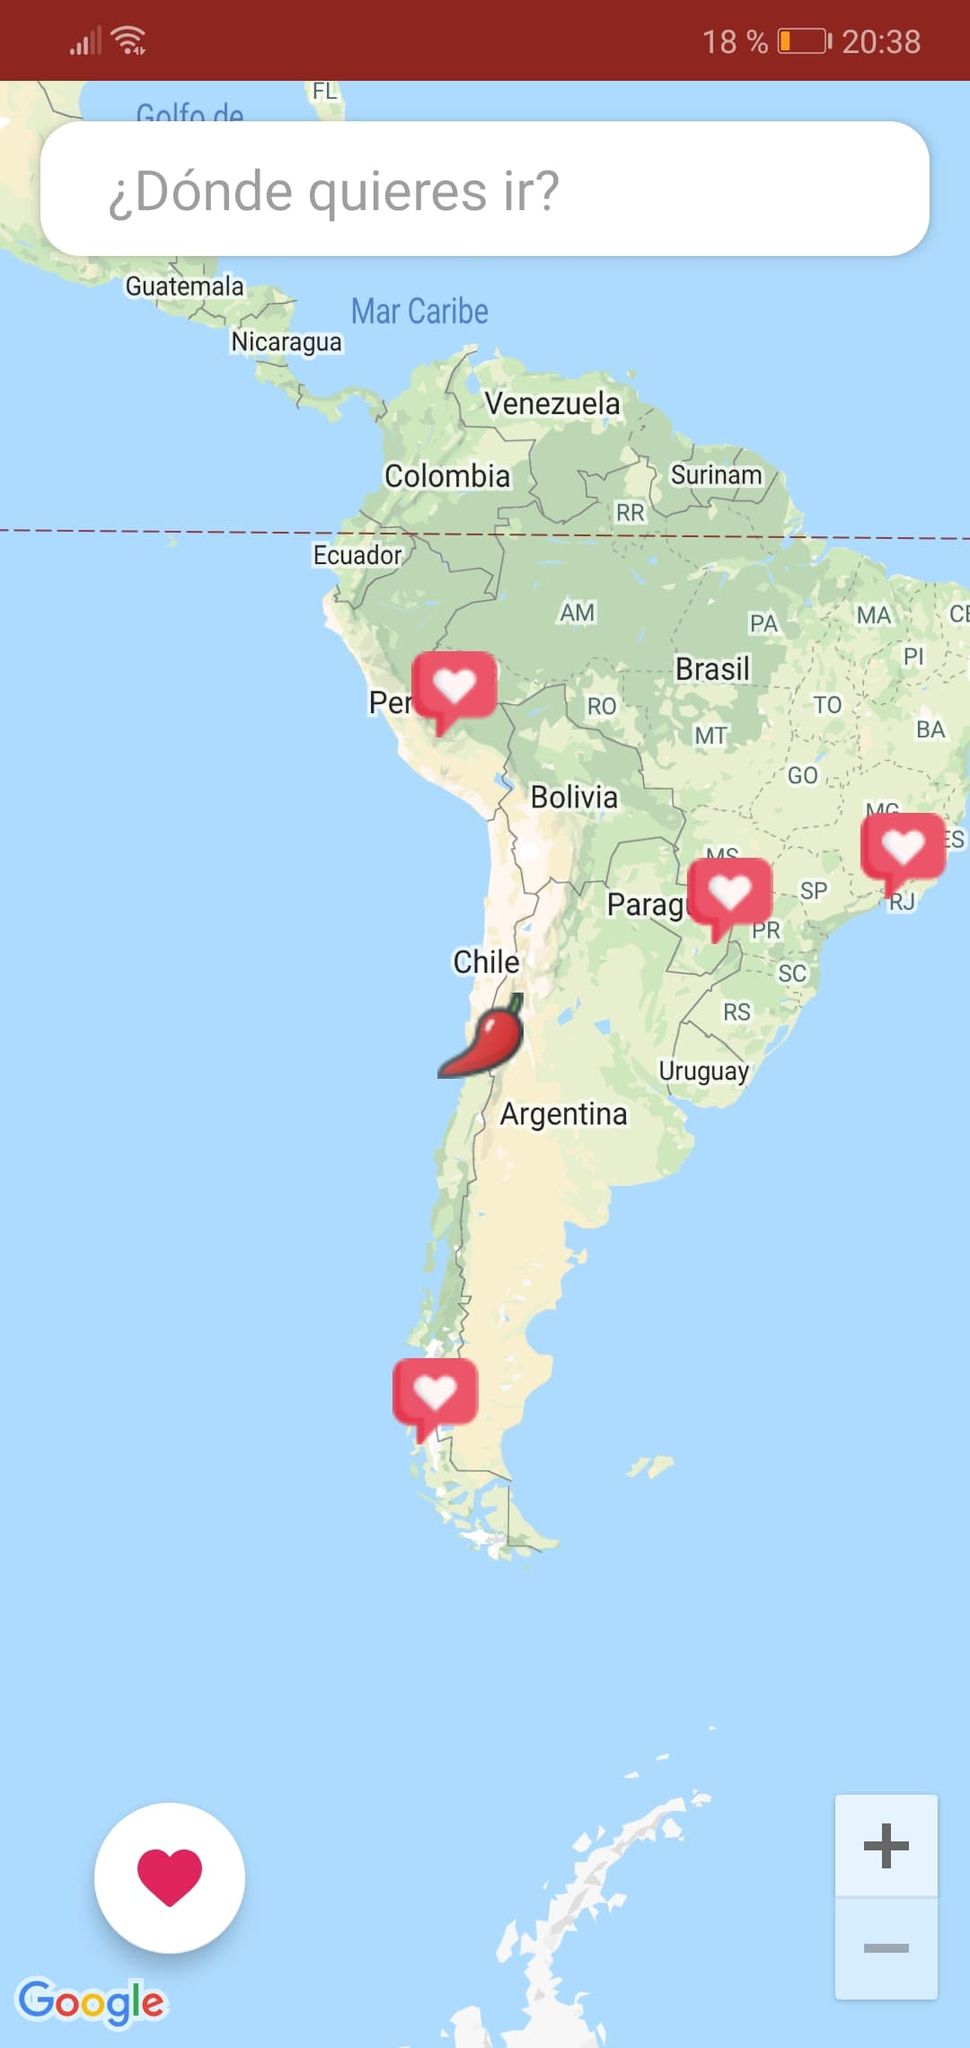 18 % 20:38
FL
Golfo de
¿Dónde quieres ir?
Guatemala
Mar Caribe
Nicaragua
Venezuela
Colombia
Surinam
RR
Ecuador
AM
PA
MA
CE
PI
Brasil
Per
RO
TO
MT
BA
GO
Bolivia
MG
ES
MS
SP
Paragu
RJ
PR
Chile
SC
RS
Uruguay
Argentina
Google